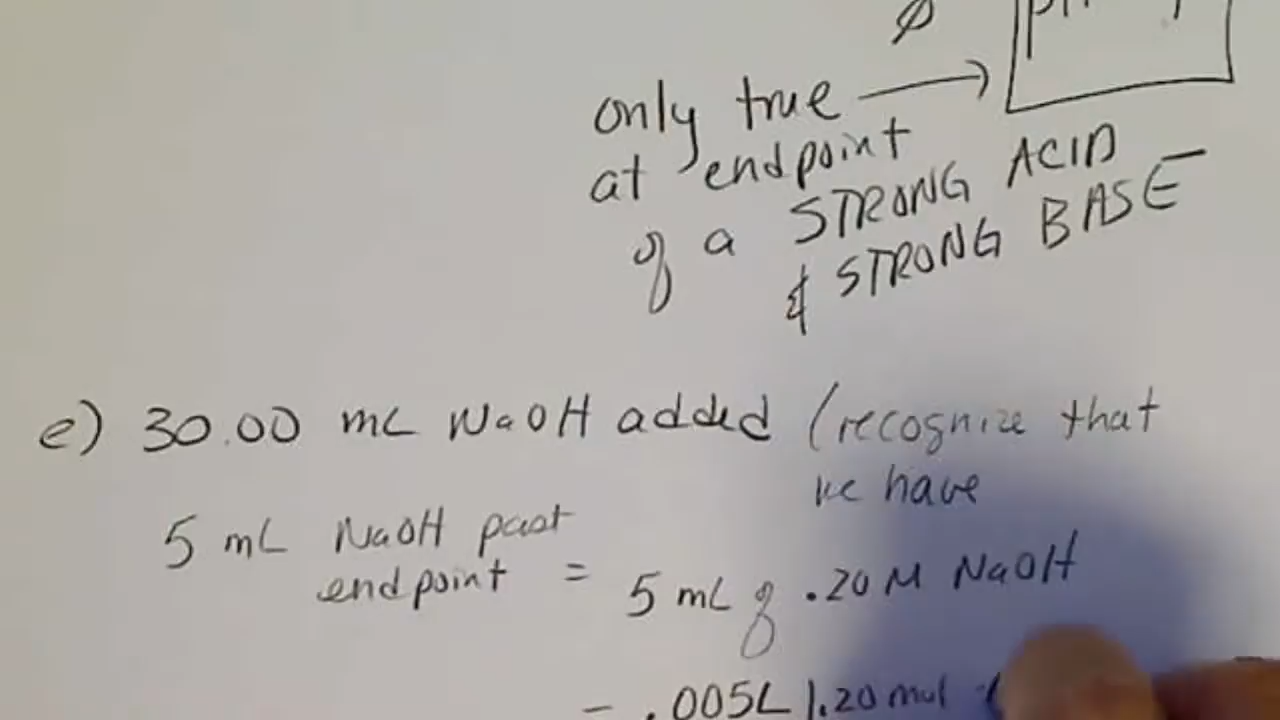 only true →
at endpoint
of a STRONG ACID
& STRONG BASE
e) 30.00 mL NaOH added (recognize that
we have
5 mL NaOH past
endpoint = 5 mL of .20 M NaOH
= .005L | .20 mol